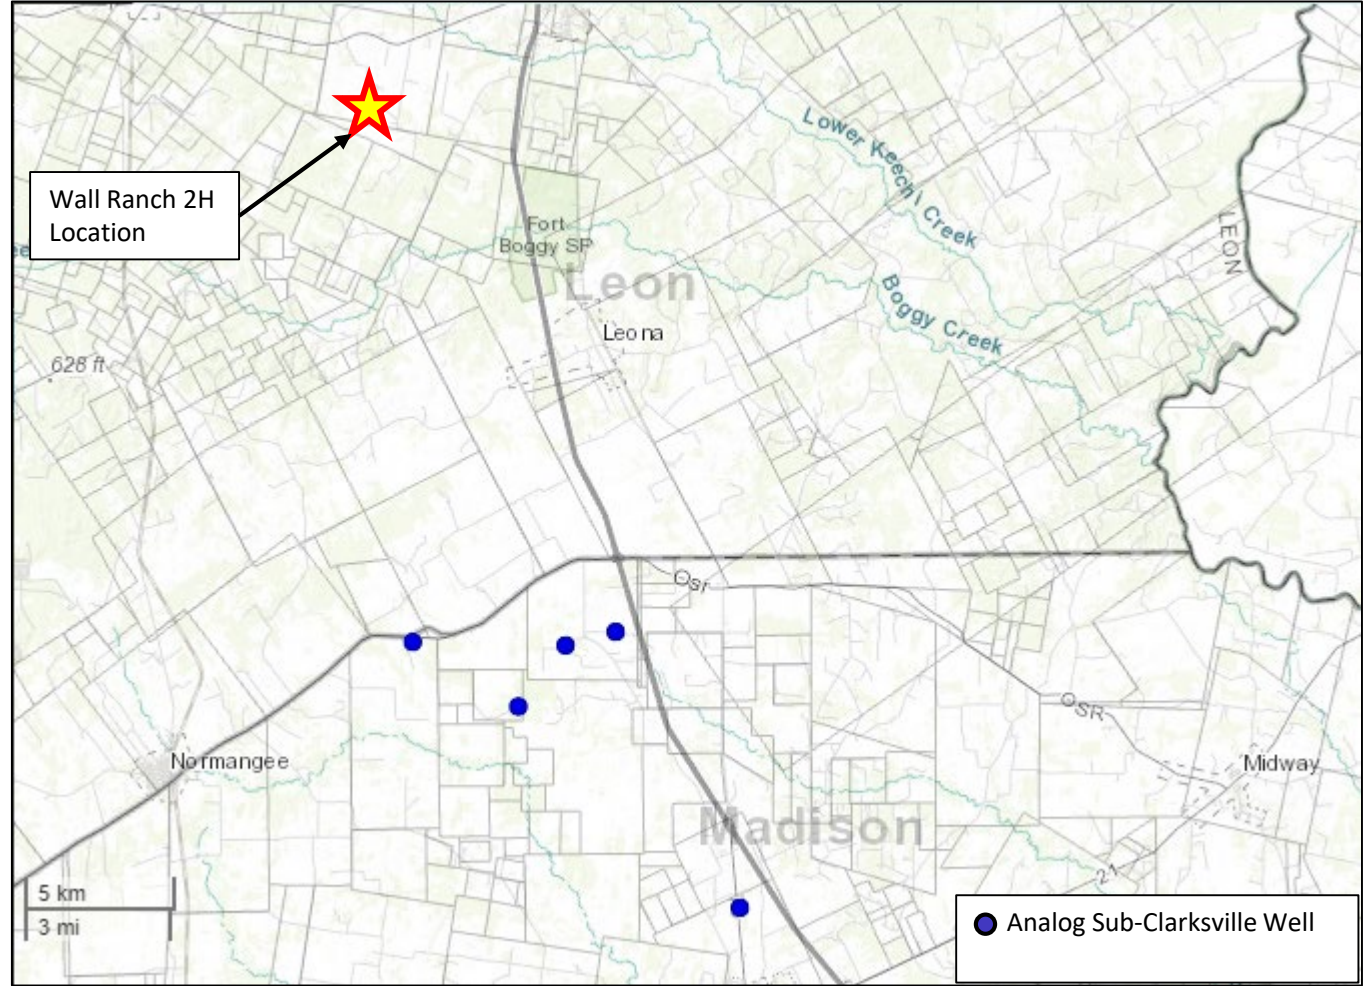 Lower Keechi Creek
Wall Ranch 2H
Location
Fort
Boggy SP
LEON
Leon
Boggy Creek
Leona
628 ft
Osr
OSR
Normangee
Midway
Madison
21
5 km
3 mi
Analog Sub-Clarksville Well